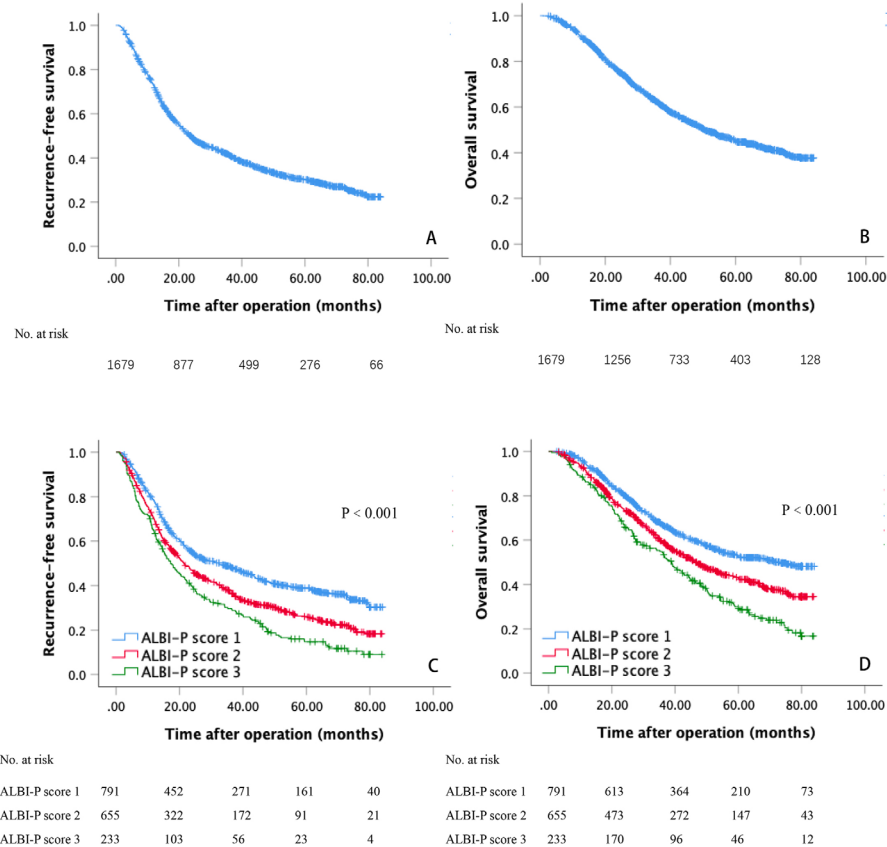 Recurrence-free survival
1.0
0.8
0.6
0.4
0.2
0.0
A
.00 20.00 40.00 60.00 80.00 100.00
Time after operation (months)
No. at risk
1679 877 499 276 66
Overall survival
1.0
0.8
0.6
0.4
0.2
0.0
B
.00 20.00 40.00 60.00 80.00 100.00
Time after operation (months)
No. at risk
1679 1256 733 403 128
Recurrence-free survival
1.0
0.8
0.6
0.4
0.2
0.0
P < 0.001
ALBI-P score 1
ALBI-P score 2
ALBI-P score 3
C
.00 20.00 40.00 60.00 80.00 100.00
Time after operation (months)
No. at risk
ALBI-P score 1 791 452 271 161 40
ALBI-P score 2 655 322 172 91 21
ALBI-P score 3 233 103 56 23 4
Overall survival
1.0
0.8
0.6
0.4
0.2
0.0
P < 0.001
ALBI-P score 1
ALBI-P score 2
ALBI-P score 3
D
.00 20.00 40.00 60.00 80.00 100.00
Time after operation (months)
No. at risk
ALBI-P score 1 791 613 364 210 73
ALBI-P score 2 655 473 272 147 43
ALBI-P score 3 233 170 96 46 12